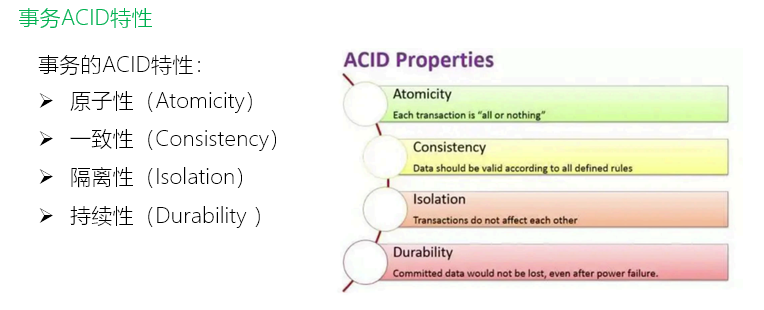 事务ACID特性
事务的ACID特性：
➢ 原子性（Atomicity）
➢ 一致性（Consistency）
➢ 隔离性（Isolation）
➢ 持续性（Durability ）
ACID Properties
Atomicity
Each transaction is “all or nothing”
Consistency
Data should be valid according to all defined rules
Isolation
Transactions do not affect each other
Durability
Committed data would not be lost, even after power failure.